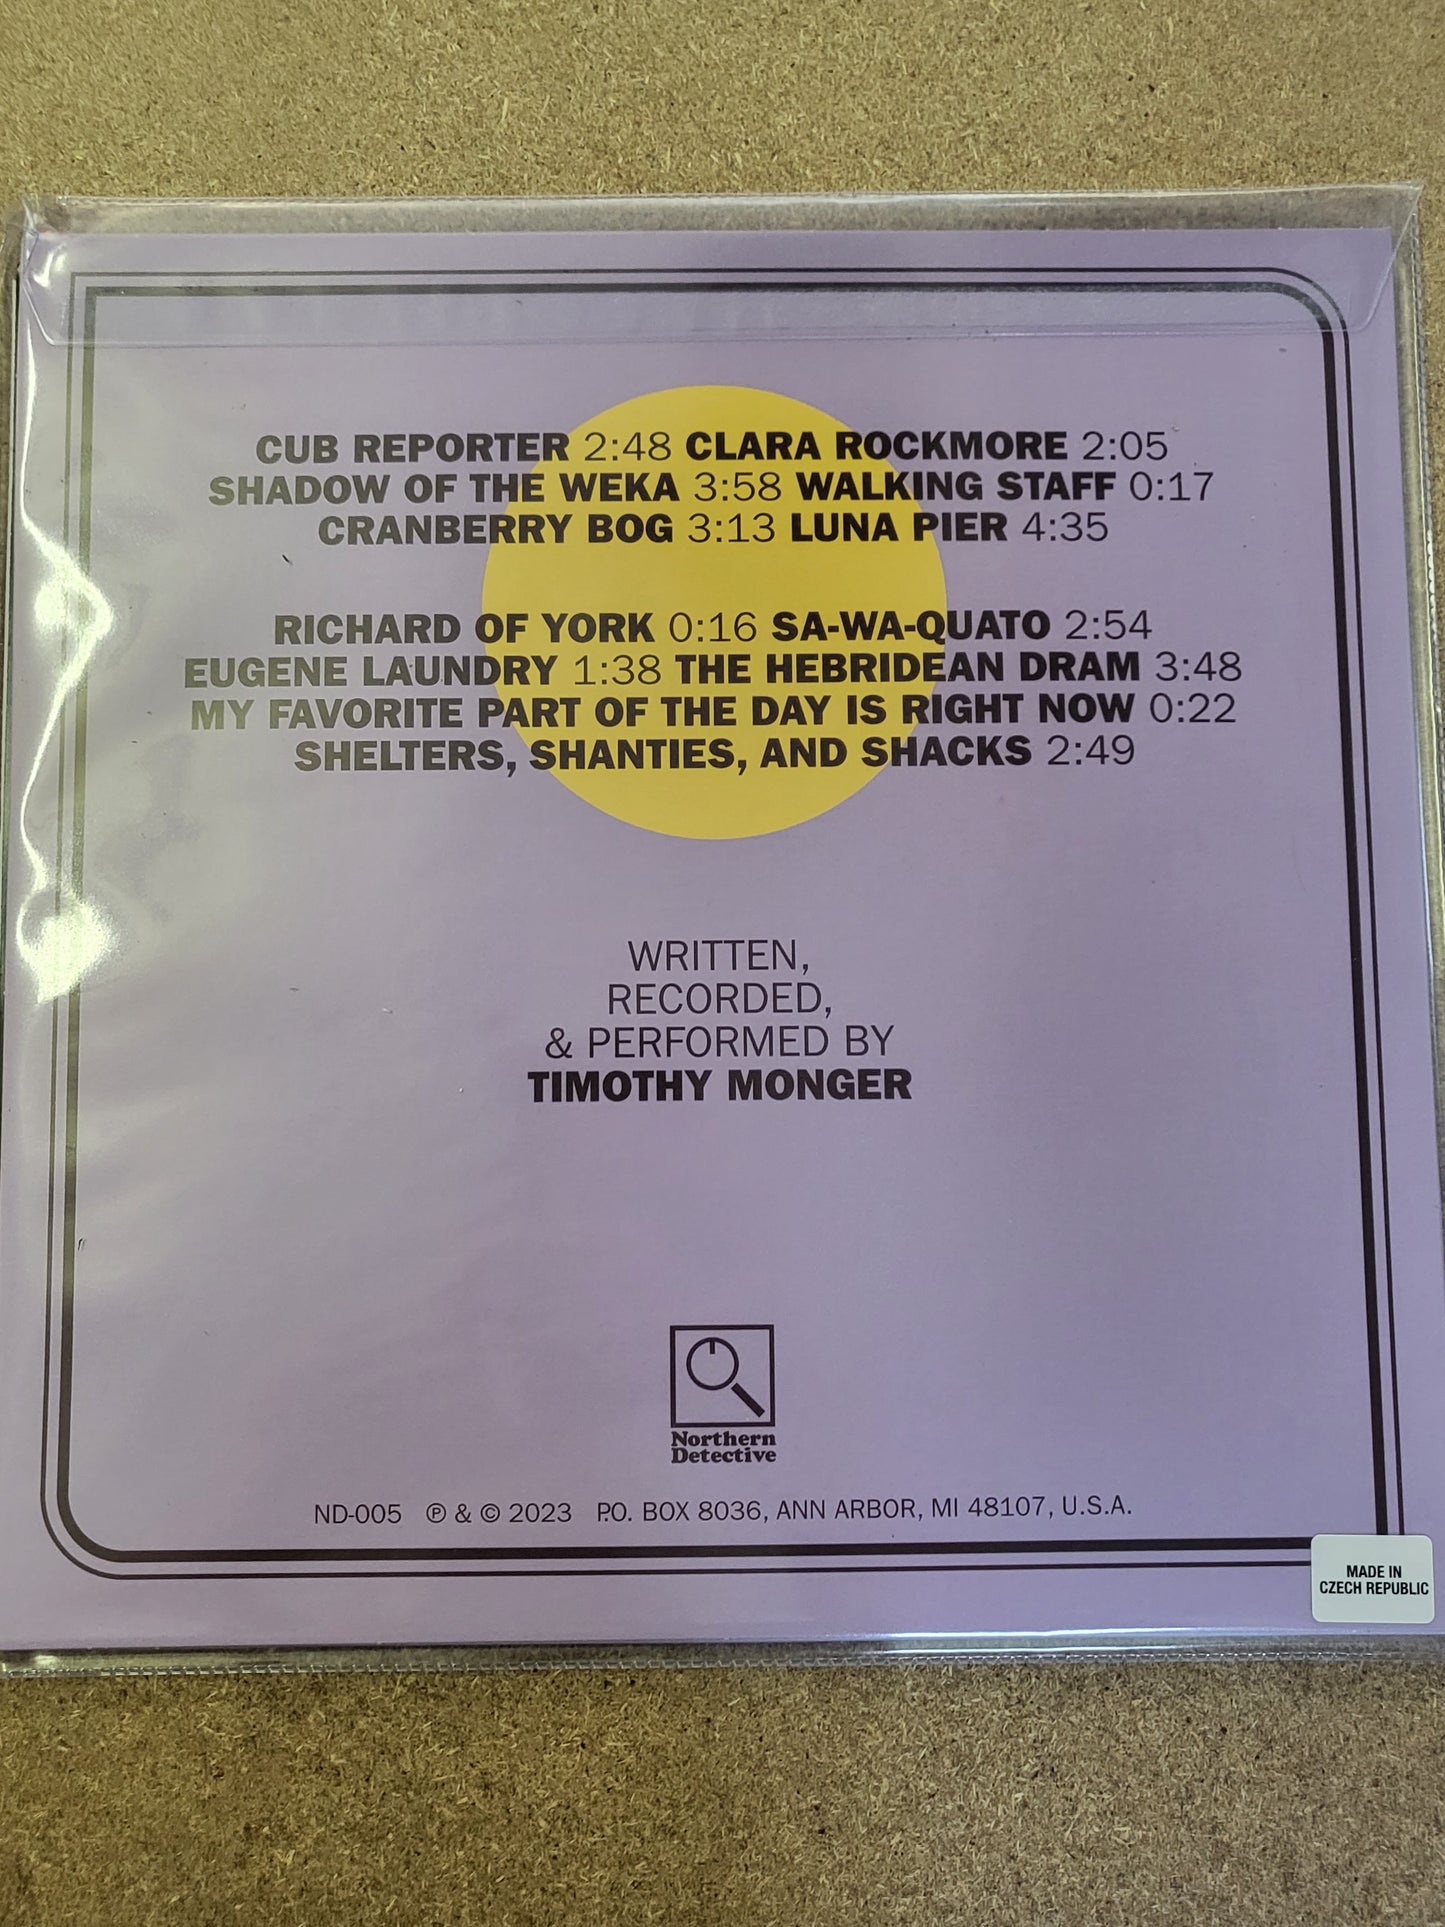 CUB REPORTER 2:48 CLARA ROCKMORE 2:05
SHADOW OF THE WEKA 3:58 WALKING STAFF 0:17
CRANBERRY BOG 3:13 LUNA PIER 4:35
RICHARD OF YORK 0:16 SA-WA-QUATO 2:54
EUGENE LAUNDRY 1:38 THE HEBRIDEAN DRAM 3:48
MY FAVORITE PART OF THE DAY IS RIGHT NOW 0:22
SHELTERS, SHANTIES, AND SHACKS 2:49
WRITTEN,
RECORDED,
& PERFORMED BY
TIMOTHY MONGER
Northern
Detective
ND-005 ℗ & © 2023 P.O. BOX 8036, ANN ARBOR, MI 48107, U.S.A.
MADE IN
CZECH REPUBLIC